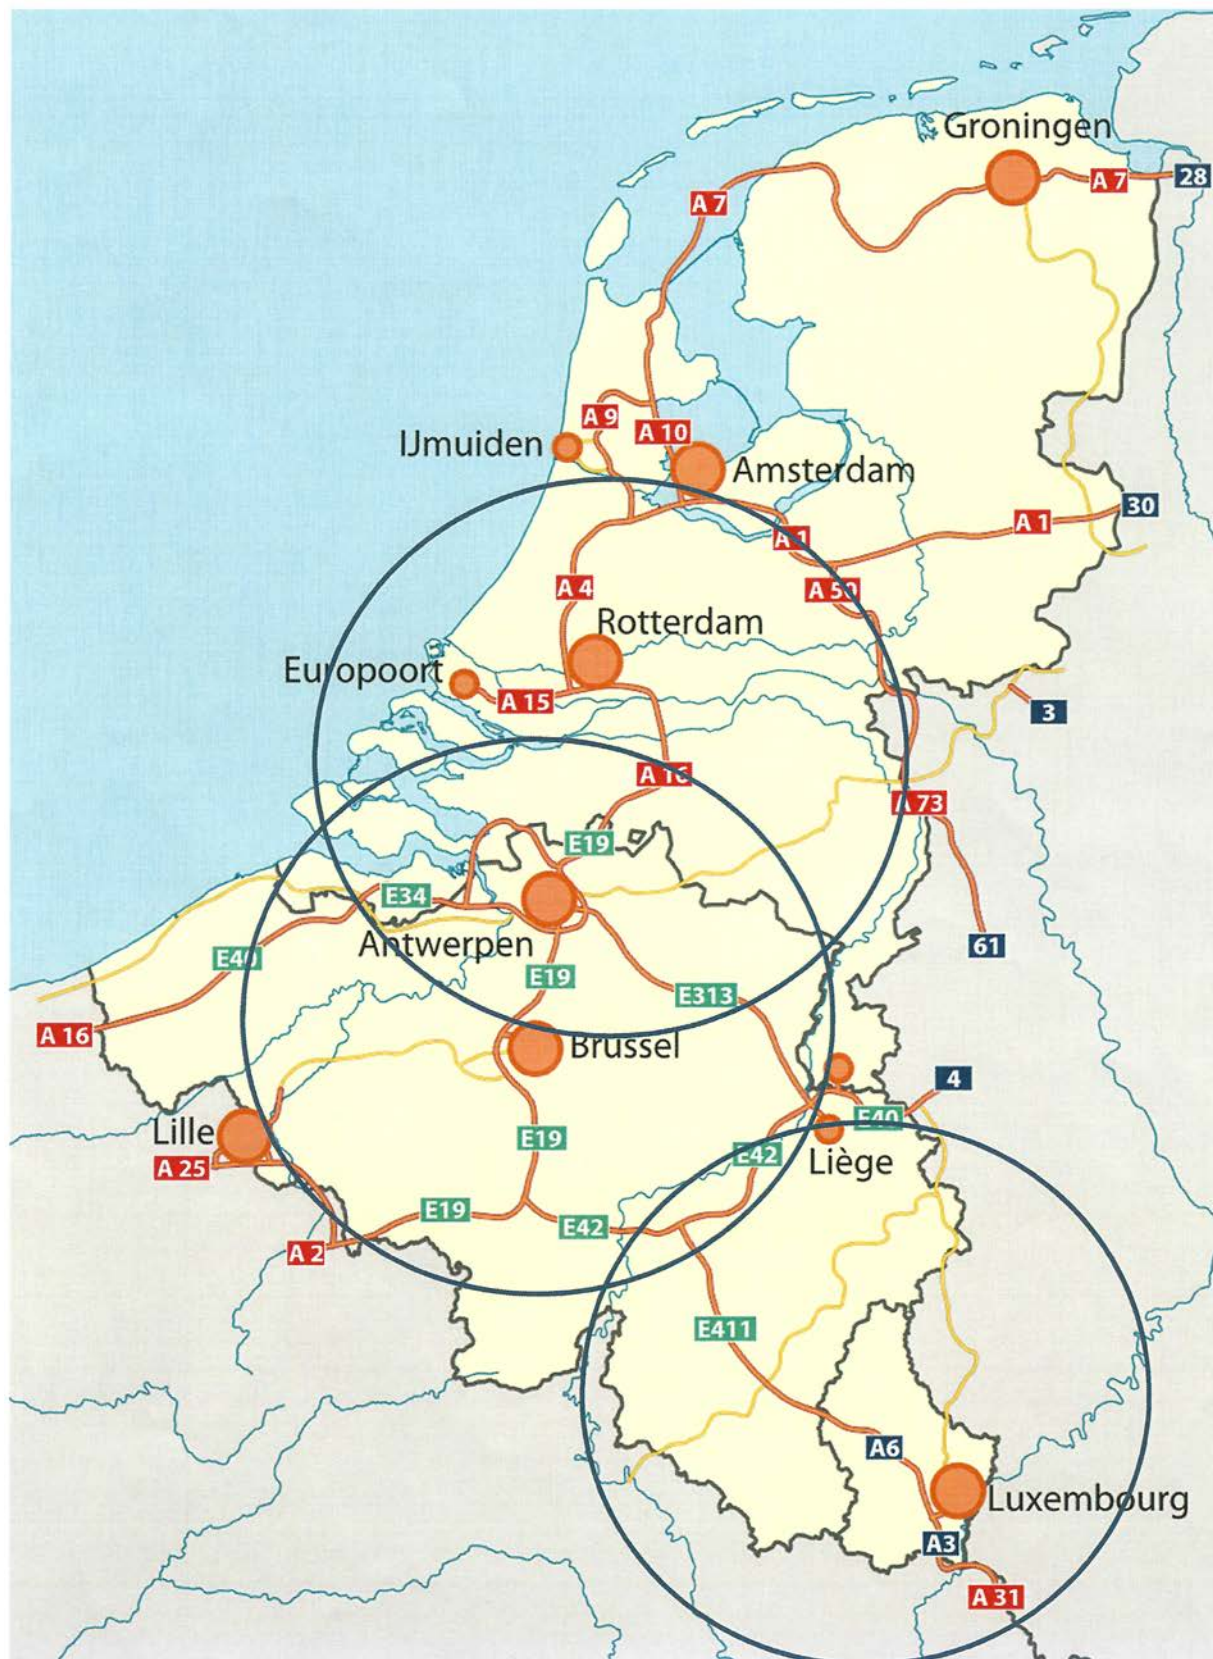 Groningen
A 7
28
A 7
A 9
A 10
IJmuiden
Amsterdam
30
A 1
A 1
A 4
A 50
Rotterdam
Europoort
A 15
3
A 16
A 73
E19
E34
Antwerpen
61
E40
E19
E313
A 16
Brussel
4
Lille
E40
E19
A 25
E42
Liège
E19
E42
A 2
E411
A6
Luxembourg
A3
A 31